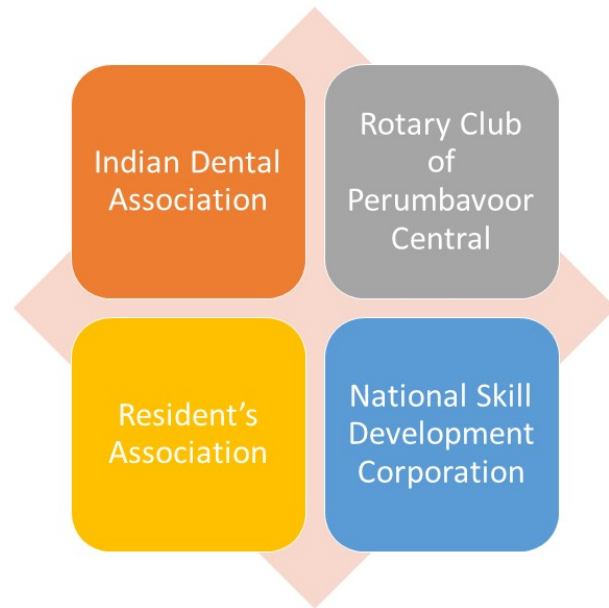 Indian Dental
Association
Rotary Club
of
Perumbavoor
Central
Resident’s
Association
National Skill
Development
Corporation